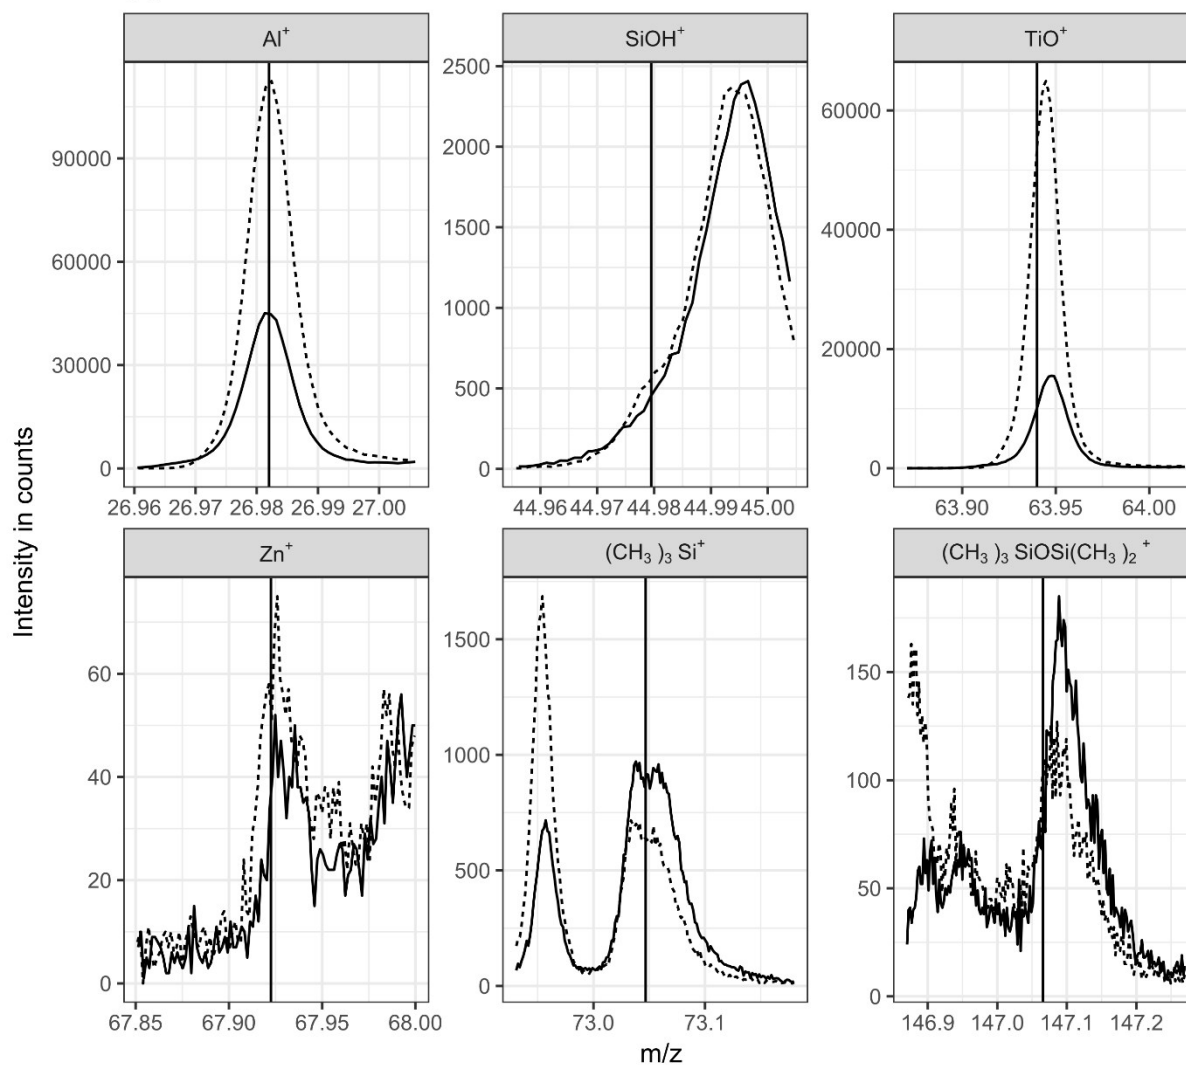 Al⁺
SiOH⁺
TiO⁺
90000
60000
30000
0
26.96 26.97 26.98 26.99 27.00
2500
2000
1500
1000
500
0
44.96 44.97 44.98 44.99 45.00
60000
40000
20000
0
63.90 63.95 64.00
Zn⁺
(CH₃)₃ Si⁺
(CH₃)₃ SiOSi(CH₃)₂ ⁺
60
40
20
0
67.85 67.90 67.95 68.00
1500
1000
500
0
73.0 73.1
150
100
50
0
146.9 147.0 147.1 147.2
Intensity in counts
m/z